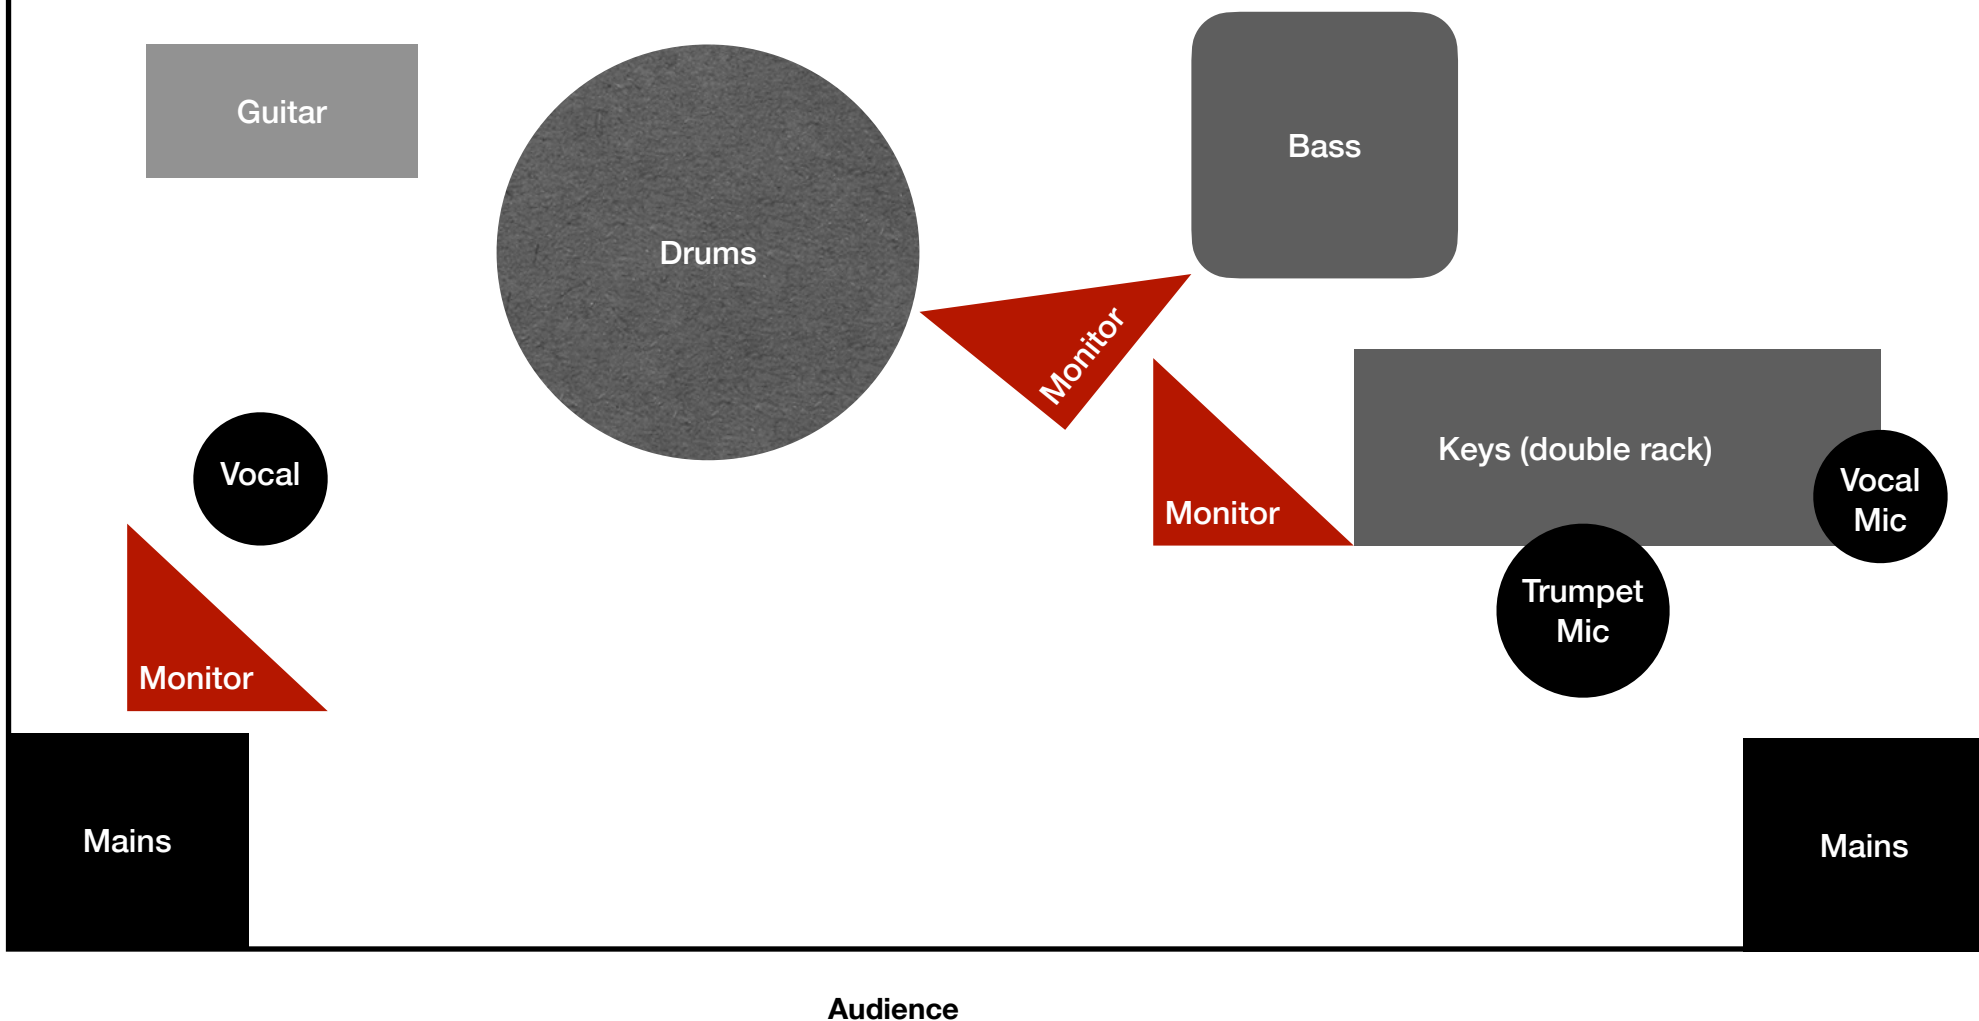 Guitar
Bass
Drums
Monitor
Keys (double rack)
Vocal
Vocal
Mic
Monitor
Trumpet
Mic
Monitor
Mains
Mains
Audience